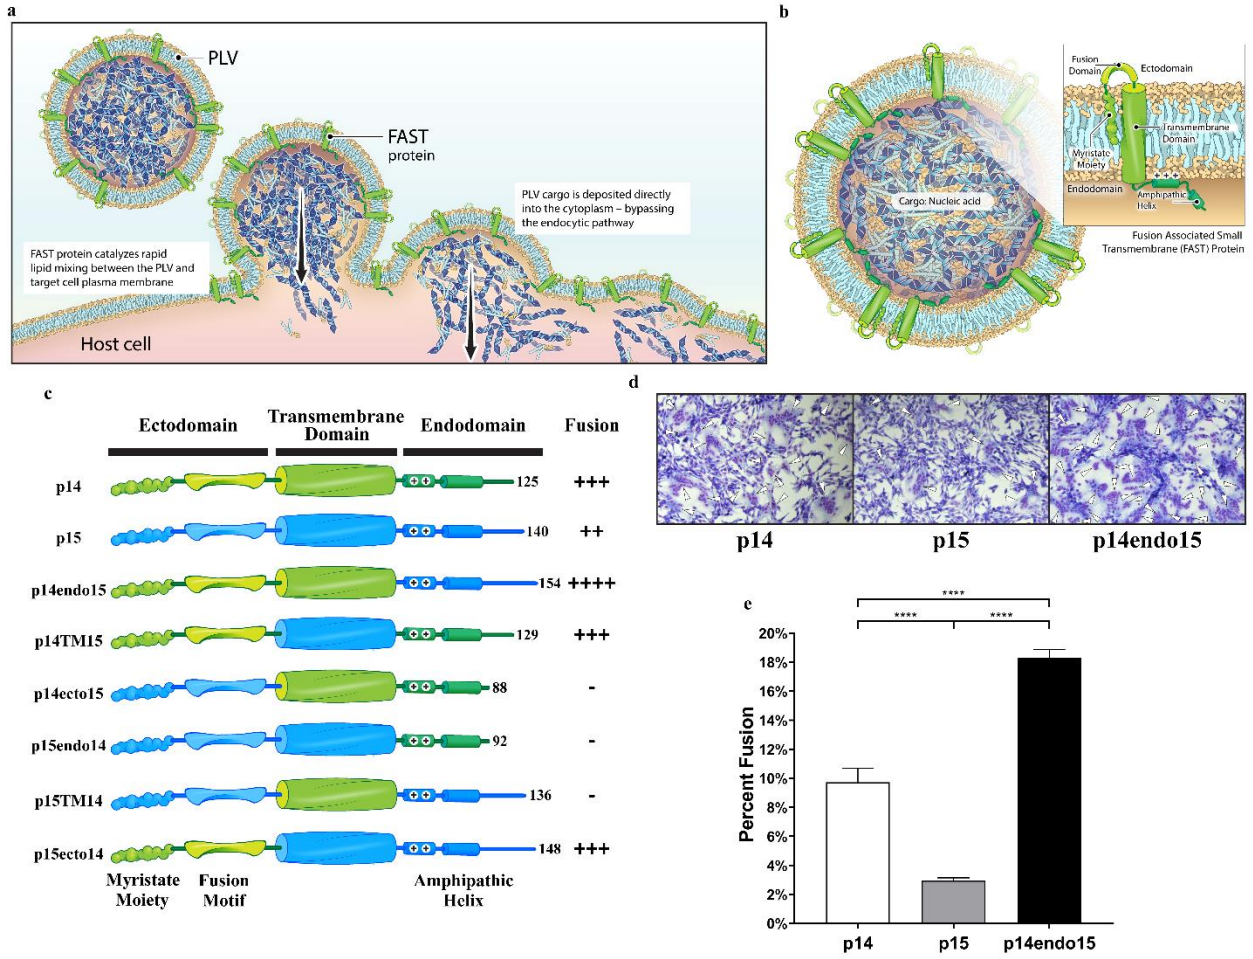 a
PLV
FAST
protein
PLV cargo is deposited directly
into the cytoplasm – bypassing
the endocytic pathway
FAST protein catalyzes rapid
lipid mixing between the PLV and
target cell plasma membrane
Host cell
b
Fusion
Domain
Ectodomain
Transmembrane
Domain
Myristate
Moiety
Endodomain
+++
Amphipathic
Helix
Cargo: Nucleic acid
Fusion Associated Small
Transmembrane (FAST) Protein
c
Ectodomain
Transmembrane
Domain
Endodomain
Fusion
p14 ++ 125 +++
p15 ++ 140 ++
p14endo15 ++ 154 ++++
p14TM15 ++ 129 +++
p14ecto15 ++ 88 -
p15endo14 ++ 92 -
p15TM14 ++ 136 -
p15ecto14 ++ 148 +++
Myristate
Moiety
Fusion
Motif
Amphipathic
Helix
d
p14 p15 p14endo15
e
****
**** ****
Percent Fusion
20%
18%
16%
14%
12%
10%
8%
6%
4%
2%
0%
p14 p15 p14endo15